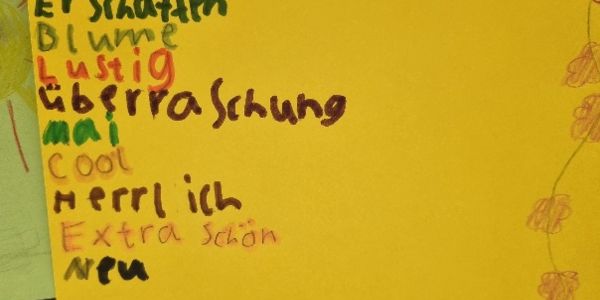 Erschaffen
Blume
Lustig
überraschung
mai
Cool
Herrlich
Extra schön
Neu